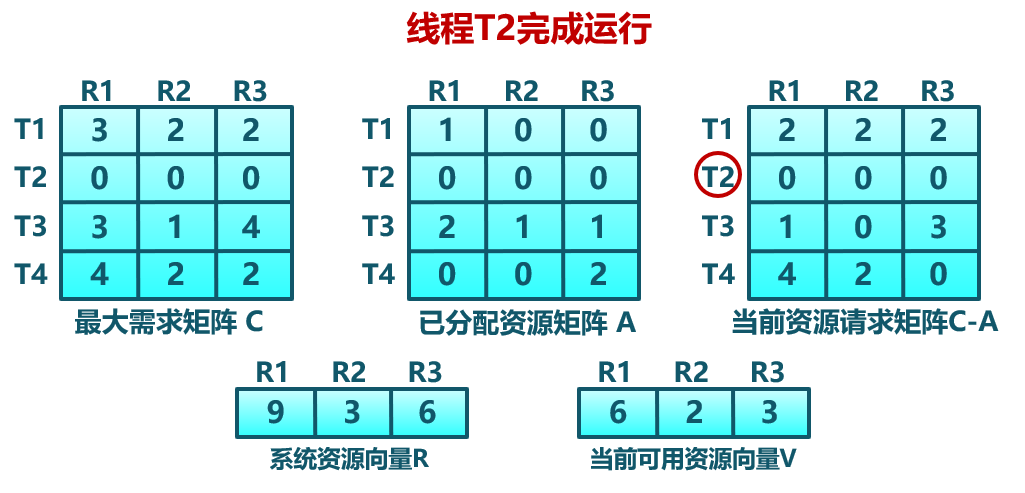 线程T2完成运行
R1 R2 R3 R1 R2 R3 R1 R2 R3
T1 3 2 2 T1 1 0 0 T1 2 2 2
T2 0 0 0 T2 0 0 0 T2 0 0 0
T3 3 1 4 T3 2 1 1 T3 1 0 3
T4 4 2 2 T4 0 0 2 T4 4 2 0
最大需求矩阵 C 已分配资源矩阵 A 当前资源请求矩阵C-A
R1 R2 R3 R1 R2 R3
9 3 6 6 2 3
系统资源向量R 当前可用资源向量V